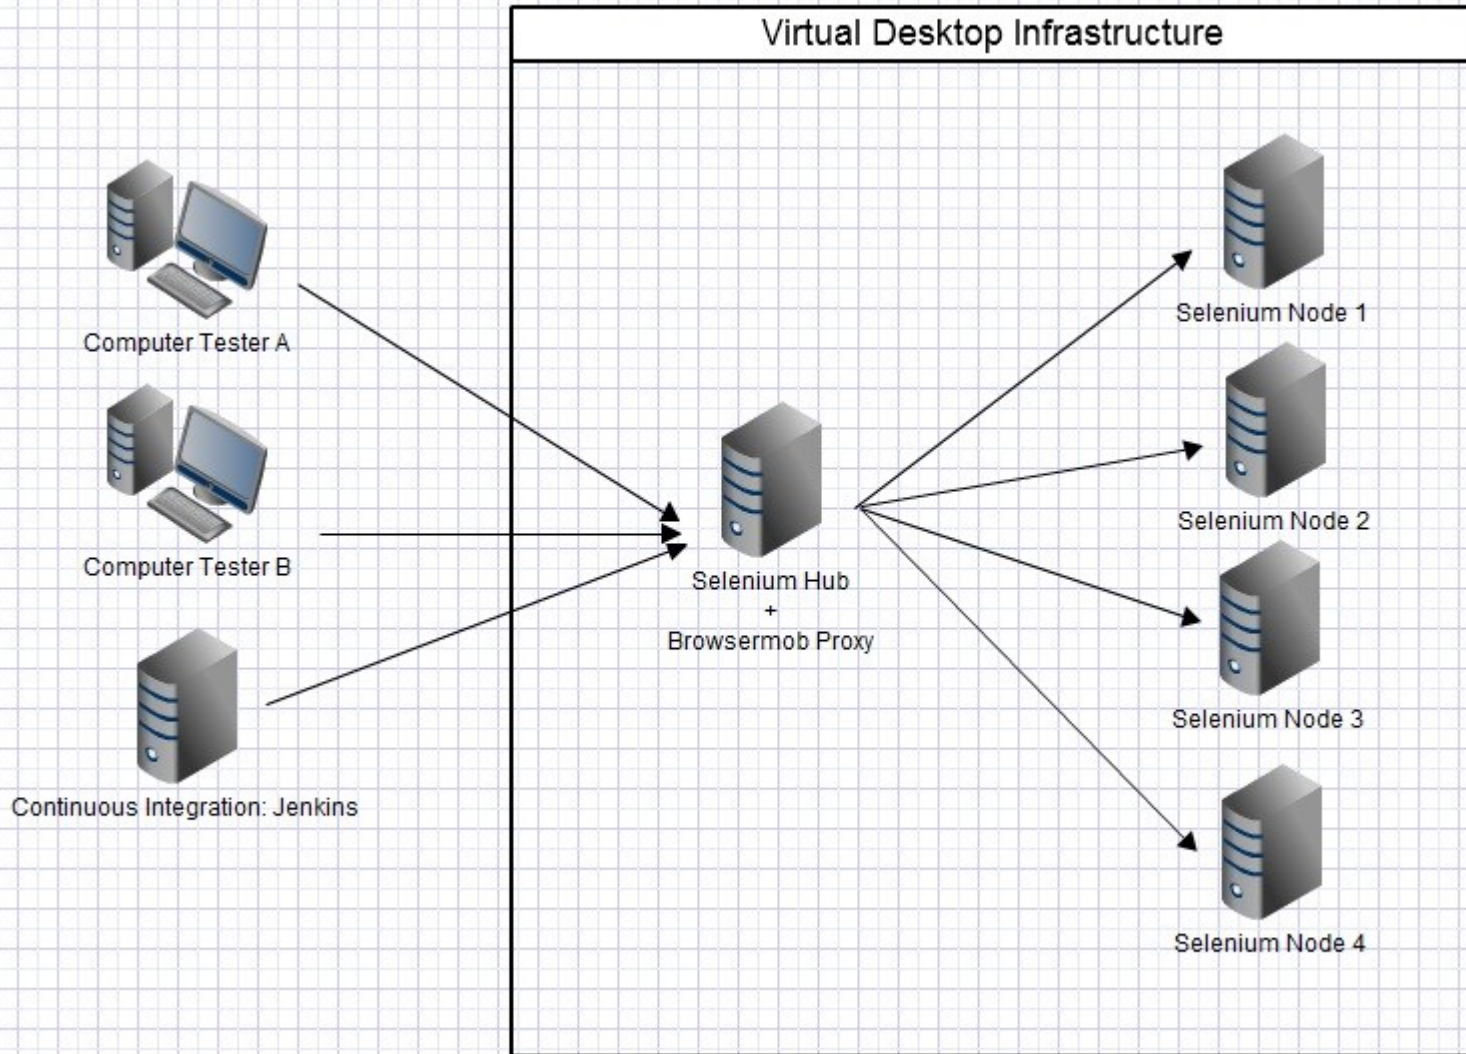 Virtual Desktop Infrastructure
Computer Tester A
Computer Tester B
Continuous Integration: Jenkins
Selenium Hub
+
Browsermob Proxy
Selenium Node 1
Selenium Node 2
Selenium Node 3
Selenium Node 4